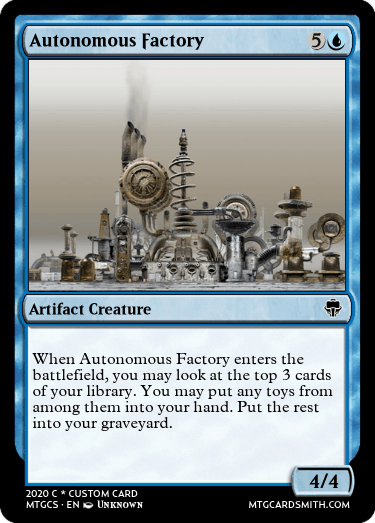 Autonomous Factory 5
Artifact Creature
When Autonomous Factory enters the
battlefield, you may look at the top 3 cards
of your library. You may put any toys from
among them into your hand. Put the rest
into your graveyard.
4/4
2020 C * CUSTOM CARD
MTGCS · EN UNKNOWN
MTGCARDSMITH.COM